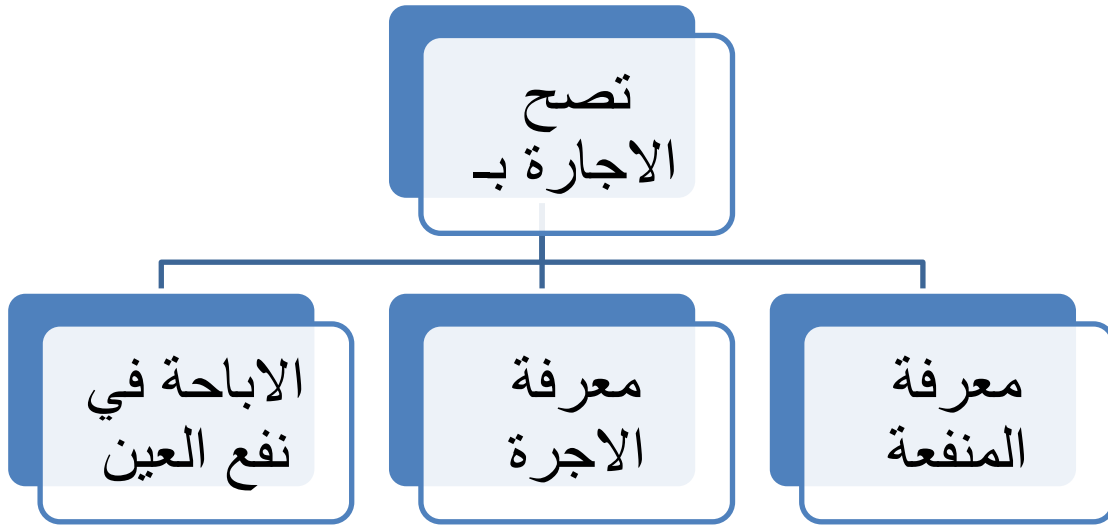 تصح
الاجارة بـ
معرفة
المنفعة
معرفة
الاجرة
الاباحة في
نفع العين